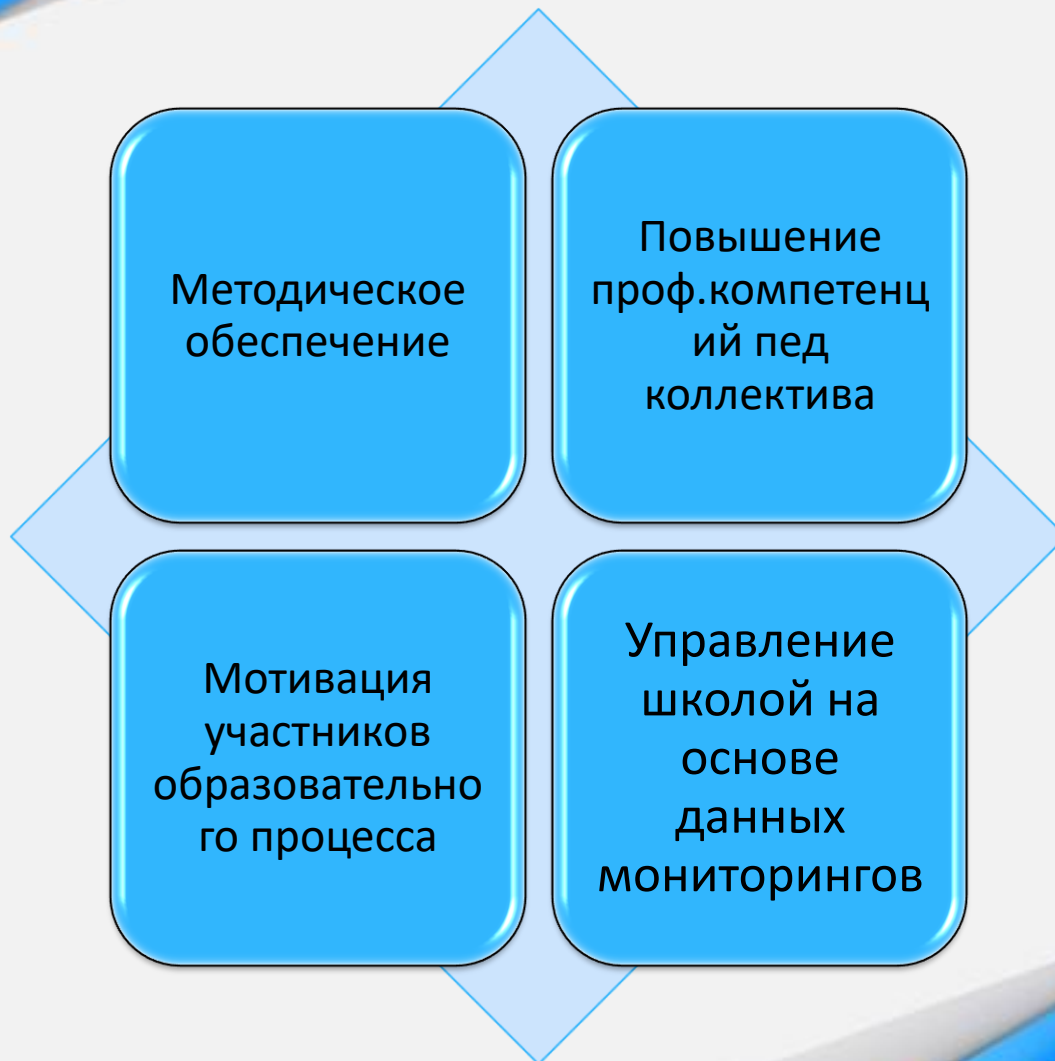 Методическое
обеспечение
Повышение
проф.компетенц
ий пед
коллектива
Мотивация
участников
образовательно
го процесса
Управление
школой на
основе
данных
мониторингов